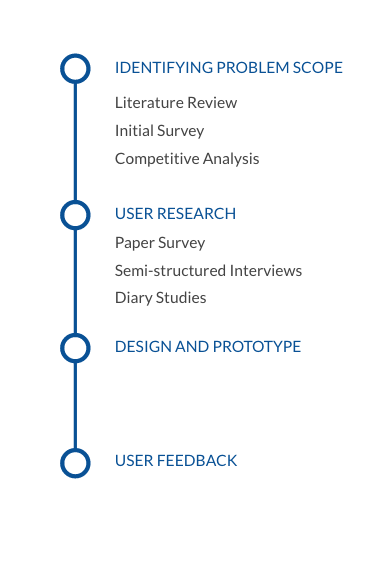 IDENTIFYING PROBLEM SCOPE
Literature Review
Initial Survey
Competitive Analysis
USER RESEARCH
Paper Survey
Semi-structured Interviews
Diary Studies
DESIGN AND PROTOTYPE
USER FEEDBACK